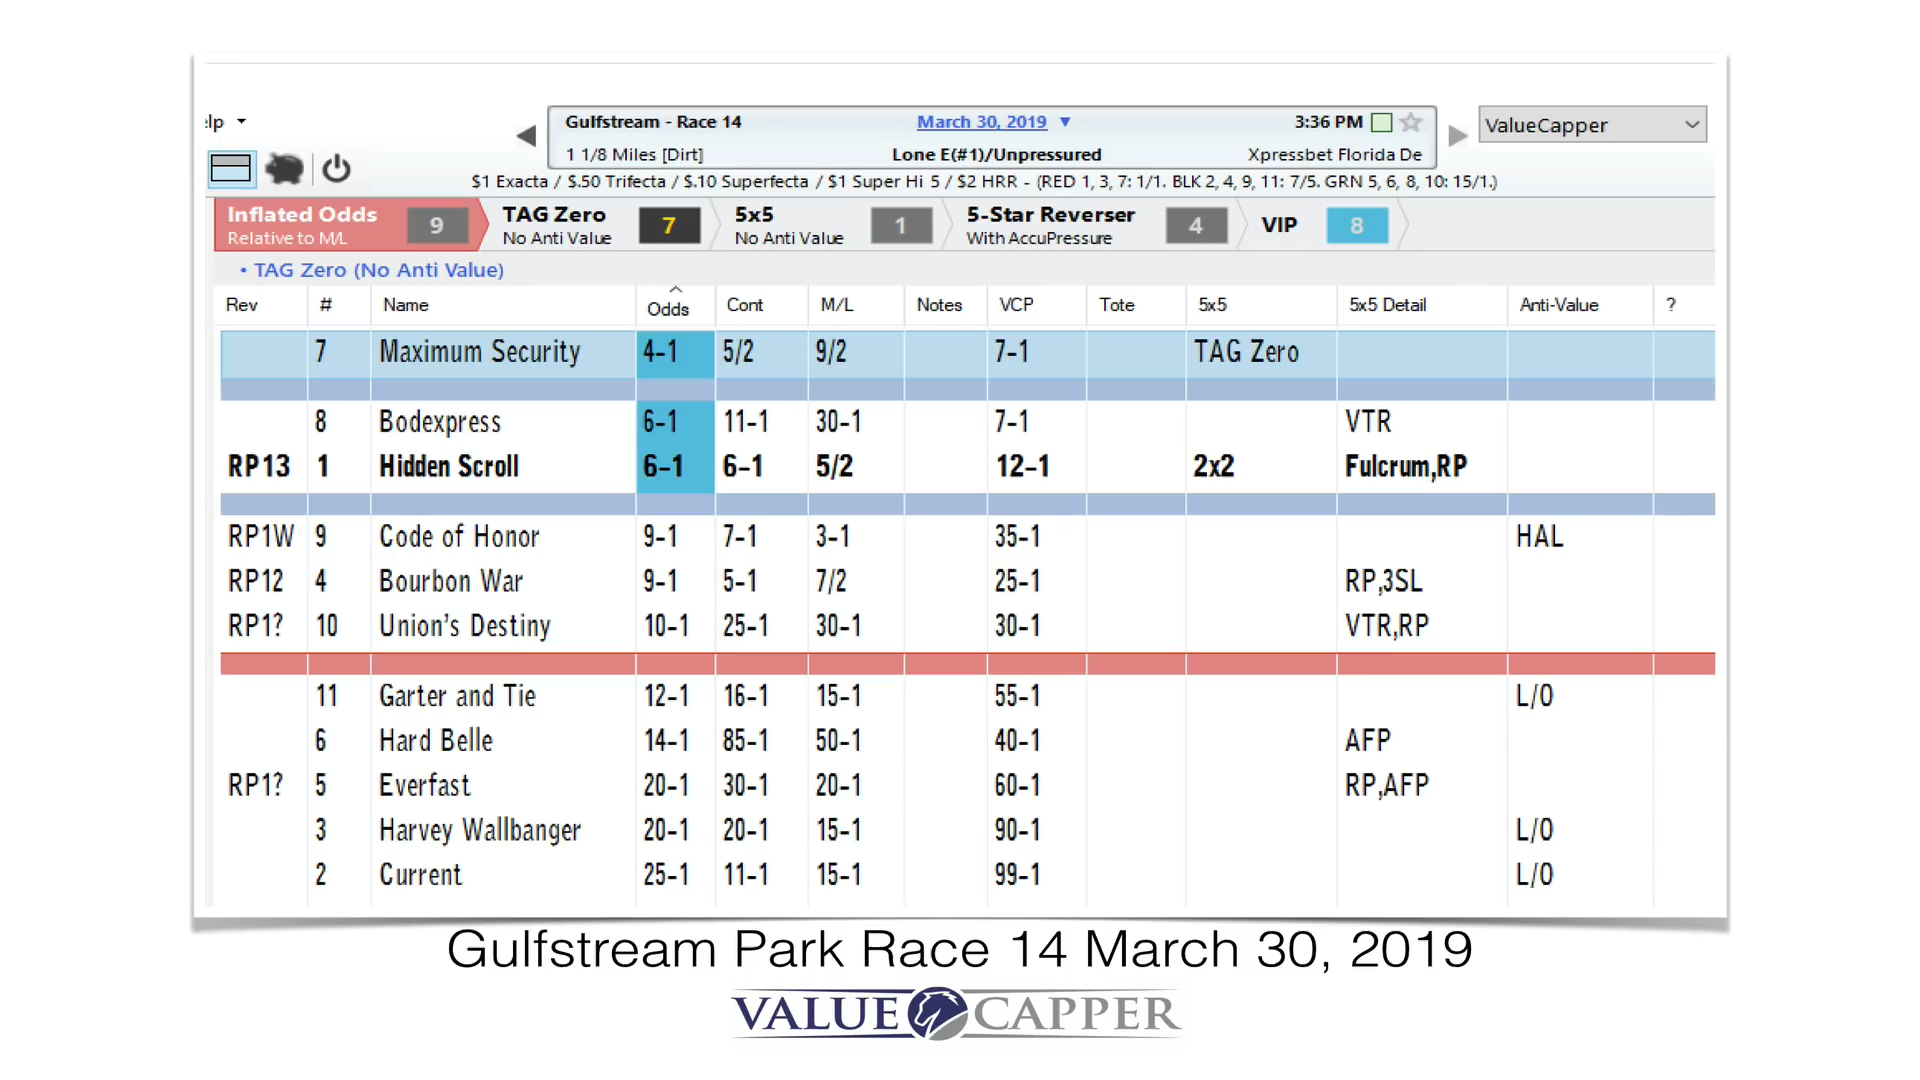 elp
Gulfstream - Race 14 March 30, 2019 ▼ 3:36 PM
1 1/8 Miles [Dirt] Lone E(#1)/Unpressured Xpressbet Florida De
ValueCapper
$1 Exacta / $.50 Trifecta / $.10 Superfecta / $1 Super Hi 5 / $2 HRR - (RED 1, 3, 7: 1/1. BLK 2, 4, 9, 11: 7/5. GRN 5, 6, 8, 10: 15/1.)
Inflated Odds 9 TAG Zero 7 5x5 1 5-Star Reverser 4 VIP 8
Relative to M/L No Anti Value No Anti Value With AccuPressure
• TAG Zero (No Anti Value)
Rev # Name Odds Cont M/L Notes VCP Tote 5x5 5x5 Detail Anti-Value ?
7 Maximum Security 4-1 5/2 9/2 7-1 TAG Zero
8 Bodexpress 6-1 11-1 30-1 7-1 VTR
RP13 1 Hidden Scroll 6-1 6-1 5/2 12-1 2x2 Fulcrum,RP
RP1W 9 Code of Honor 9-1 7-1 3-1 35-1 HAL
RP12 4 Bourbon War 9-1 5-1 7/2 25-1 RP,3SL
RP1? 10 Union's Destiny 10-1 25-1 30-1 30-1 VTR,RP
11 Garter and Tie 12-1 16-1 15-1 55-1 L/O
6 Hard Belle 14-1 85-1 50-1 40-1 AFP
RP1? 5 Everfast 20-1 30-1 20-1 60-1 RP,AFP
3 Harvey Wallbanger 20-1 20-1 15-1 90-1 L/O
2 Current 25-1 11-1 15-1 99-1 L/O
Gulfstream Park Race 14 March 30, 2019
VALUE CAPPER